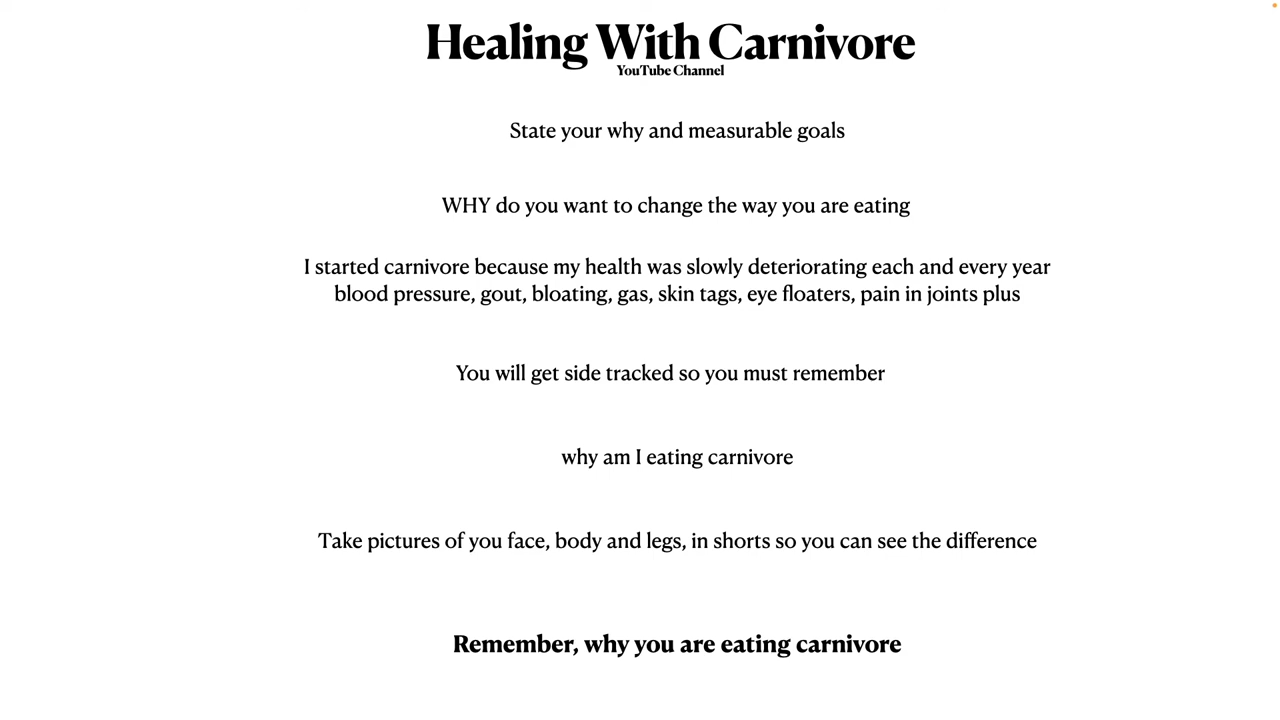 Healing With Carnivore
YouTube Channel
State your why and measurable goals
WHY do you want to change the way you are eating
I started carnivore because my health was slowly deteriorating each and every year
blood pressure, gout, bloating, gas, skin tags, eye floaters, pain in joints plus
You will get side tracked so you must remember
why am I eating carnivore
Take pictures of you face, body and legs, in shorts so you can see the difference
Remember, why you are eating carnivore